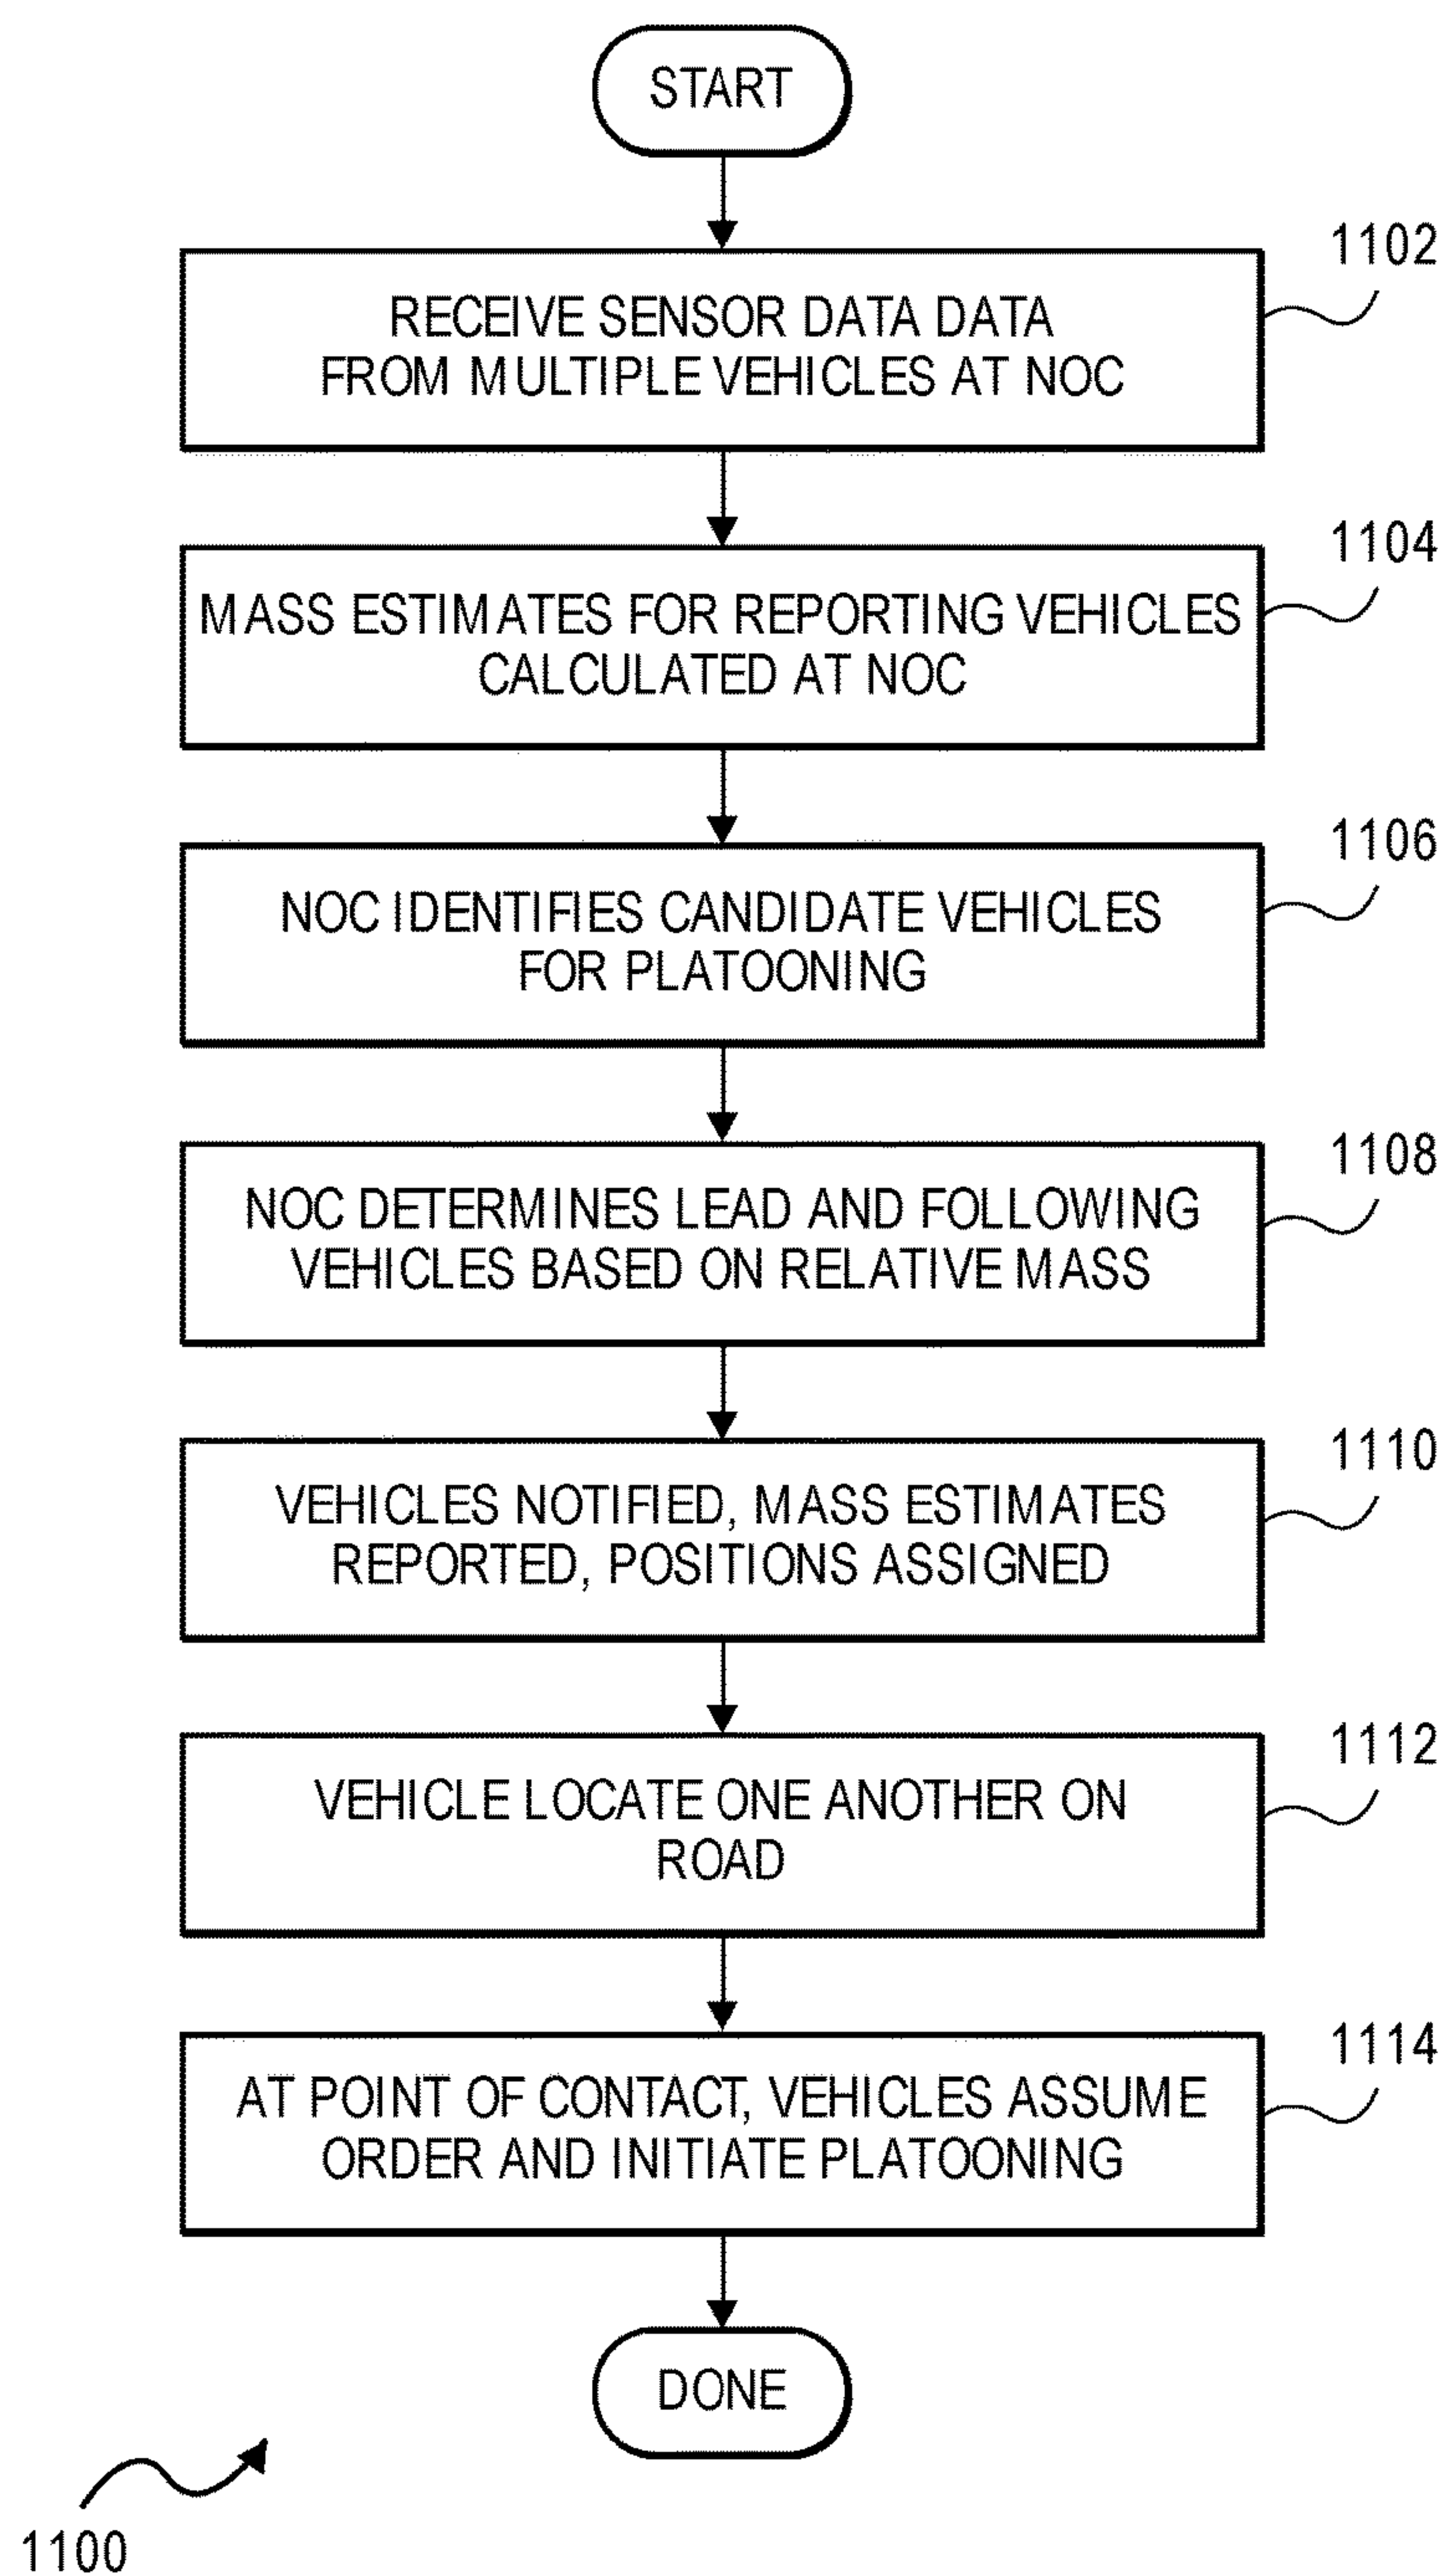 START
1102
RECEIVE SENSOR DATA DATA
FROM MULTIPLE VEHICLES AT NOC
1104
MASS ESTIMATES FOR REPORTING VEHICLES
CALCULATED AT NOC
1106
NOC IDENTIFIES CANDIDATE VEHICLES
FOR PLATOONING
1108
NOC DETERMINES LEAD AND FOLLOWING
VEHICLES BASED ON RELATIVE MASS
1110
VEHICLES NOTIFIED, MASS ESTIMATES
REPORTED, POSITIONS ASSIGNED
1112
VEHICLE LOCATE ONE ANOTHER ON
ROAD
1114
AT POINT OF CONTACT, VEHICLES ASSUME
ORDER AND INITIATE PLATOONING
DONE
1100